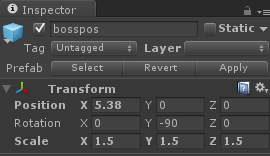 Inspector
bosspos Static
Tag Untagged Layer
Prefab Select Revert Apply
Transform
Position X 5.38 Y 0 Z 0
Rotation X 0 Y -90 Z 0
Scale X 1.5 Y 1.5 Z 1.5